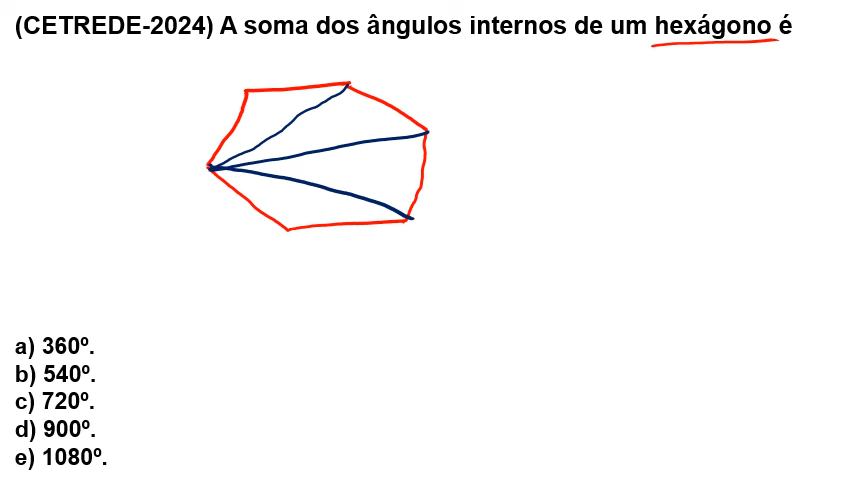 (CETREDE-2024) A soma dos ângulos internos de um hexágono é
a) 360º.
b) 540º.
c) 720º.
d) 900º.
e) 1080º.